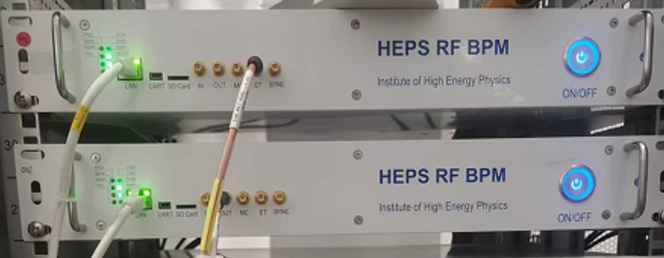 HEPS RF BPM
Institute of High Energy Physics
ON/OFF
LAN UART SD Card IN OUT MC ET SYNC
HEPS RF BPM
Institute of High Energy Physics
ON/OFF
LAN UART SD Card OUT MC ET SYNC